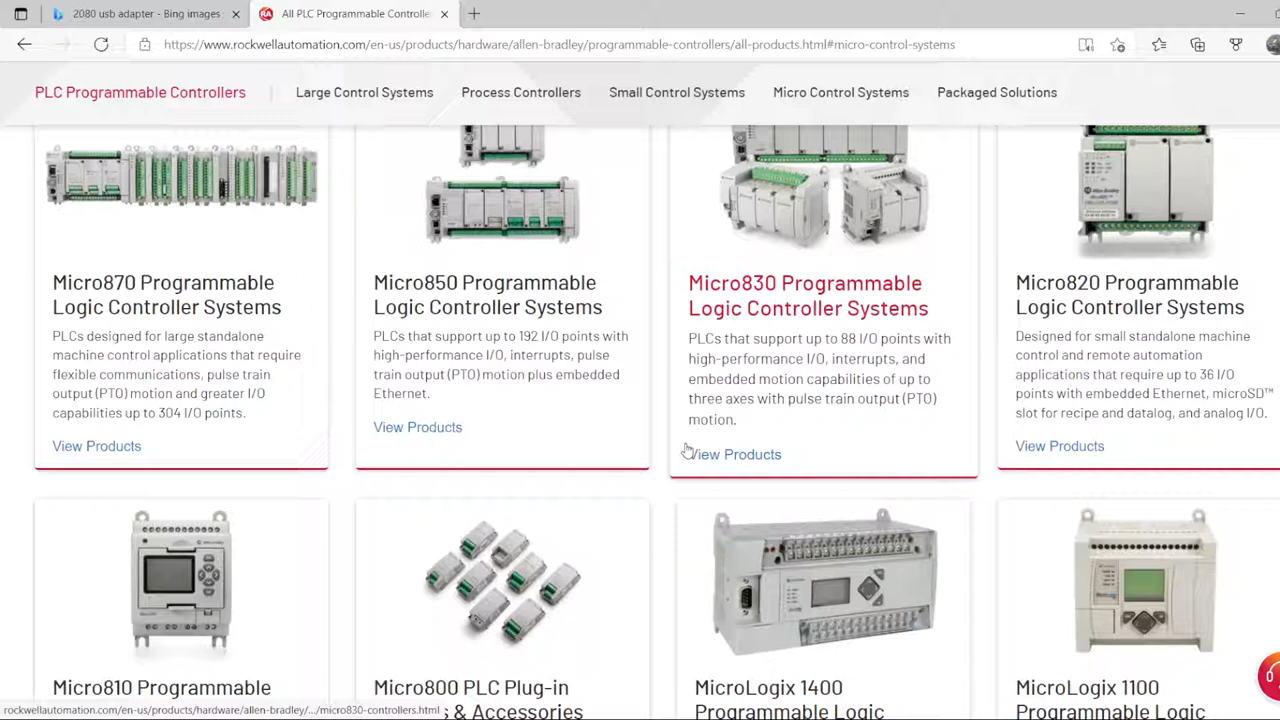 2080 usb adapter - Bing images
All PLC Programmable Controlle
https://www.rockwellautomation.com/en-us/products/hardware/allen-bradley/programmable-controllers/all-products.html#micro-control-systems
PLC Programmable Controllers
Large Control Systems
Process Controllers
Small Control Systems
Micro Control Systems
Packaged Solutions
Micro870 Programmable
Logic Controller Systems
PLCs designed for large standalone
machine control applications that require
flexible communications, pulse train
output (PTO) motion and greater I/O
capabilities up to 304 I/O points.
View Products
Micro850 Programmable
Logic Controller Systems
PLCs that support up to 192 I/O points with
high-performance I/O, interrupts, pulse
train output (PTO) motion plus embedded
Ethernet.
View Products
Micro830 Programmable
Logic Controller Systems
PLCs that support up to 88 I/O points with
high-performance I/O, interrupts, and
embedded motion capabilities of up to
three axes with pulse train output (PTO)
motion.
View Products
Micro820 Programmable
Logic Controller Systems
Designed for small standalone machine
control and remote automation
applications that require up to 36 I/O
points with embedded Ethernet, microSD™
slot for recipe and datalog, and analog I/O.
View Products
Micro810 Programmable
Micro800 PLC Plug-in
s & Accessories
MicroLogix 1400
Programmable Logic
MicroLogix 1100
Programmable Logic
rockwellautomation.com/en-us/products/hardware/allen-bradley/.../micro830-controllers.html